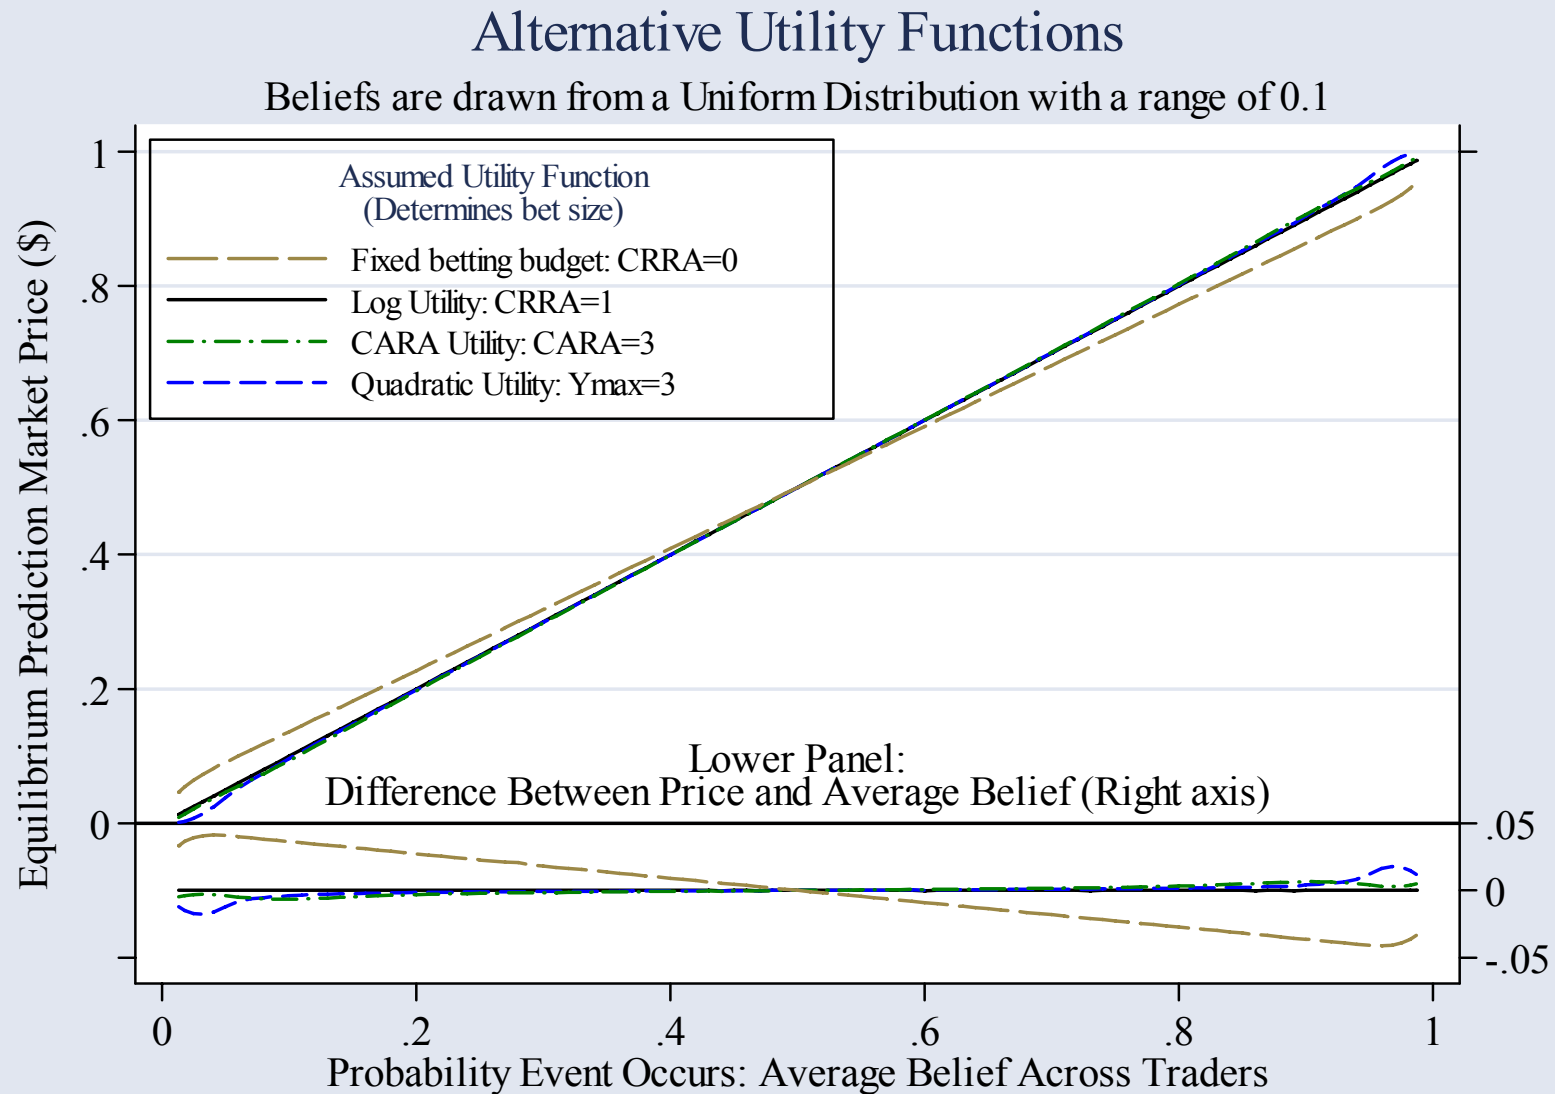 Alternative Utility Functions
Beliefs are drawn from a Uniform Distribution with a range of 0.1
Equilibrium Prediction Market Price ($)
1
.8
.6
.4
.2
0
Assumed Utility Function
(Determines bet size)
Fixed betting budget: CRRA=0
Log Utility: CRRA=1
CARA Utility: CARA=3
Quadratic Utility: Ymax=3
Lower Panel:
Difference Between Price and Average Belief (Right axis)
.05
0
-.05
0
.2
.4
.6
.8
1
Probability Event Occurs: Average Belief Across Traders